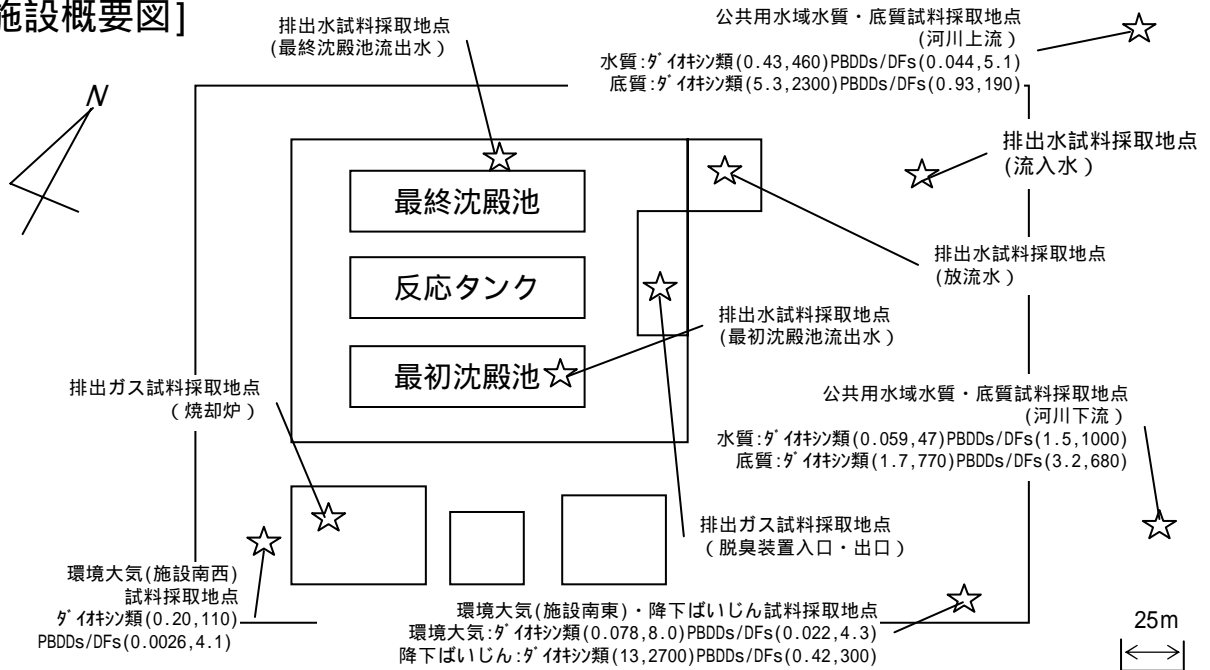 施設概要図]
排出水試料採取地点
(最終沈殿池流出水)
公共用水域水質・底質試料採取地点
(河川上流)
水質:ダイオキシン類(0.43,460)PBDDs/DFs(0.044,5.1)
底質:ダイオキシン類(5.3,2300)PBDDs/DFs(0.93,190)
N
排出水試料採取地点
(流入水)
最終沈殿池
排出水試料採取地点
(放流水)
反応タンク
排出水試料採取地点
(最初沈殿池流出水)
最初沈殿池
排出ガス試料採取地点
(焼却炉)
公共用水域水質・底質試料採取地点
(河川下流)
水質:ダイオキシン類(0.059,47)PBDDs/DFs(1.5,1000)
底質:ダイオキシン類(1.7,770)PBDDs/DFs(3.2,680)
排出ガス試料採取地点
(脱臭装置入口・出口)
環境大気(施設南西)
試料採取地点
ダイオキシン類(0.20,110)
PBDDs/DFs(0.0026,4.1)
環境大気(施設南東)・降下ばいじん試料採取地点
環境大気:ダイオキシン類(0.078,8.0)PBDDs/DFs(0.022,4.3)
降下ばいじん:ダイオキシン類(13,2700)PBDDs/DFs(0.42,300)
25m